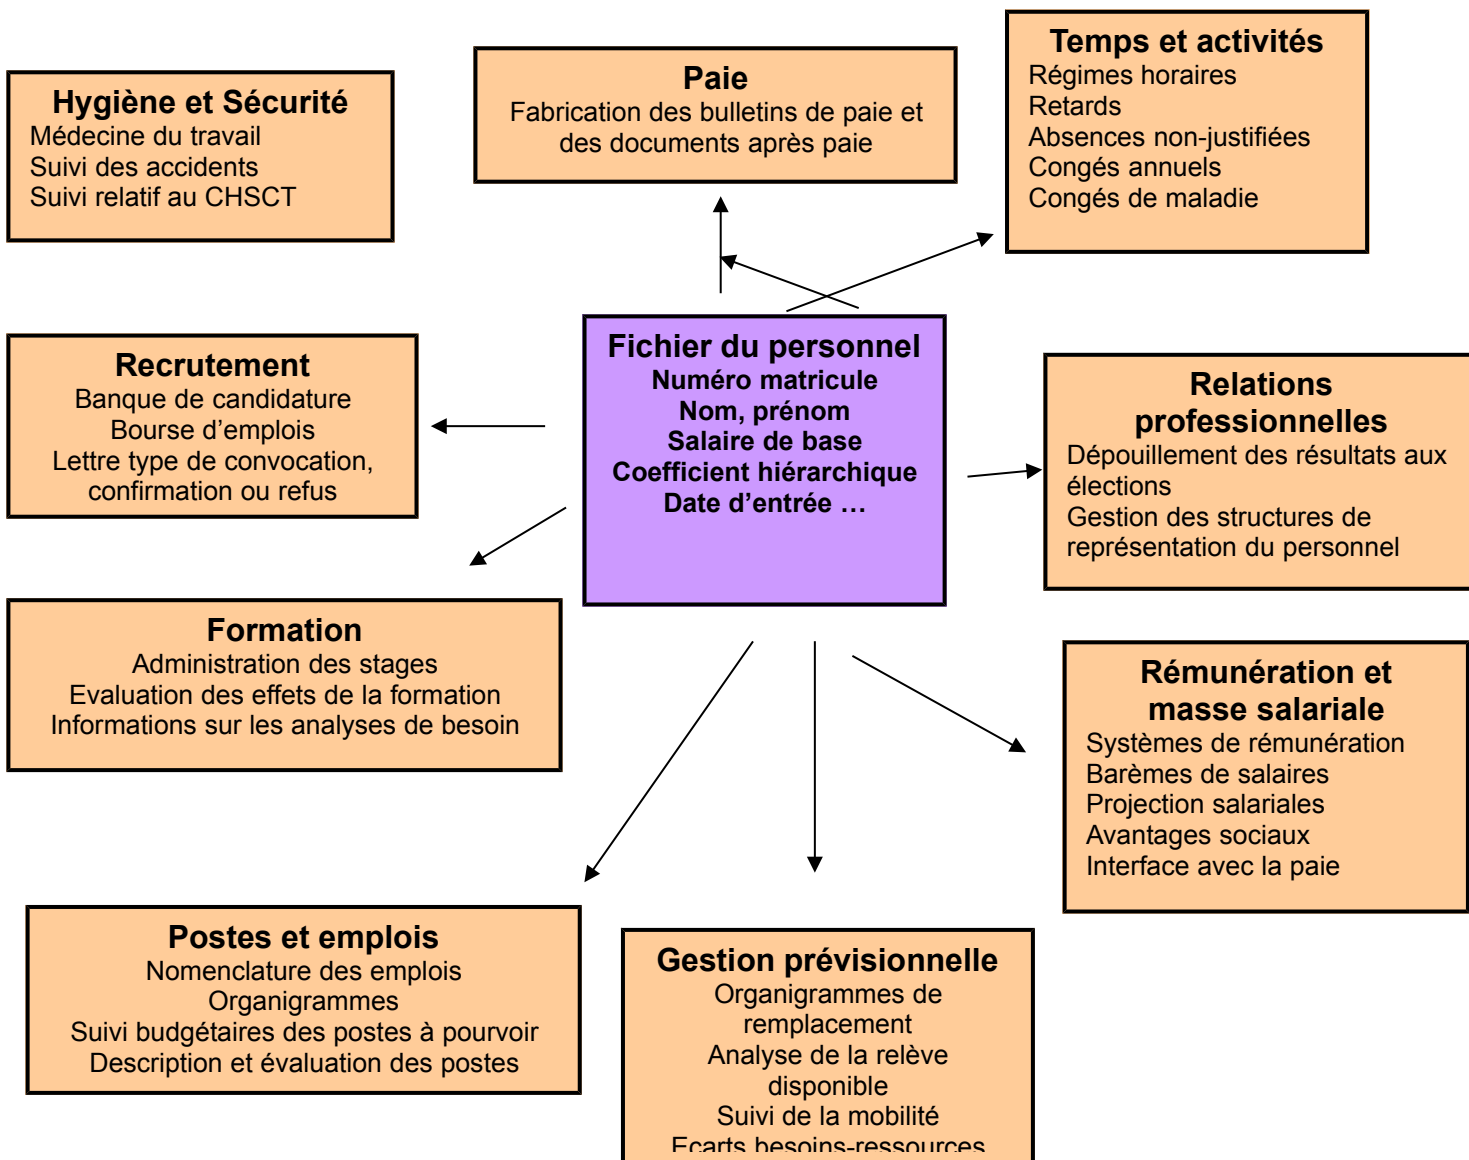 Hygiène et Sécurité
Médecine du travail
Suivi des accidents
Suivi relatif au CHSCT
Paie
Fabrication des bulletins de paie et
des documents après paie
Temps et activités
Régimes horaires
Retards
Absences non-justifiées
Congés annuels
Congés de maladie
Recrutement
Banque de candidature
Bourse d’emplois
Lettre type de convocation,
confirmation ou refus
Fichier du personnel
Numéro matricule
Nom, prénom
Salaire de base
Coefficient hiérarchique
Date d’entrée …
Relations
professionnelles
Dépouillement des résultats aux
élections
Gestion des structures de
représentation du personnel
Formation
Administration des stages
Evaluation des effets de la formation
Informations sur les analyses de besoin
Rémunération et
masse salariale
Systèmes de rémunération
Barèmes de salaires
Projection salariales
Avantages sociaux
Interface avec la paie
Postes et emplois
Nomenclature des emplois
Organigrammes
Suivi budgétaires des postes à pourvoir
Description et évaluation des postes
Gestion prévisionnelle
Organigrammes de
remplacement
Analyse de la relève
disponible
Suivi de la mobilité
Ecarts besoins-ressources